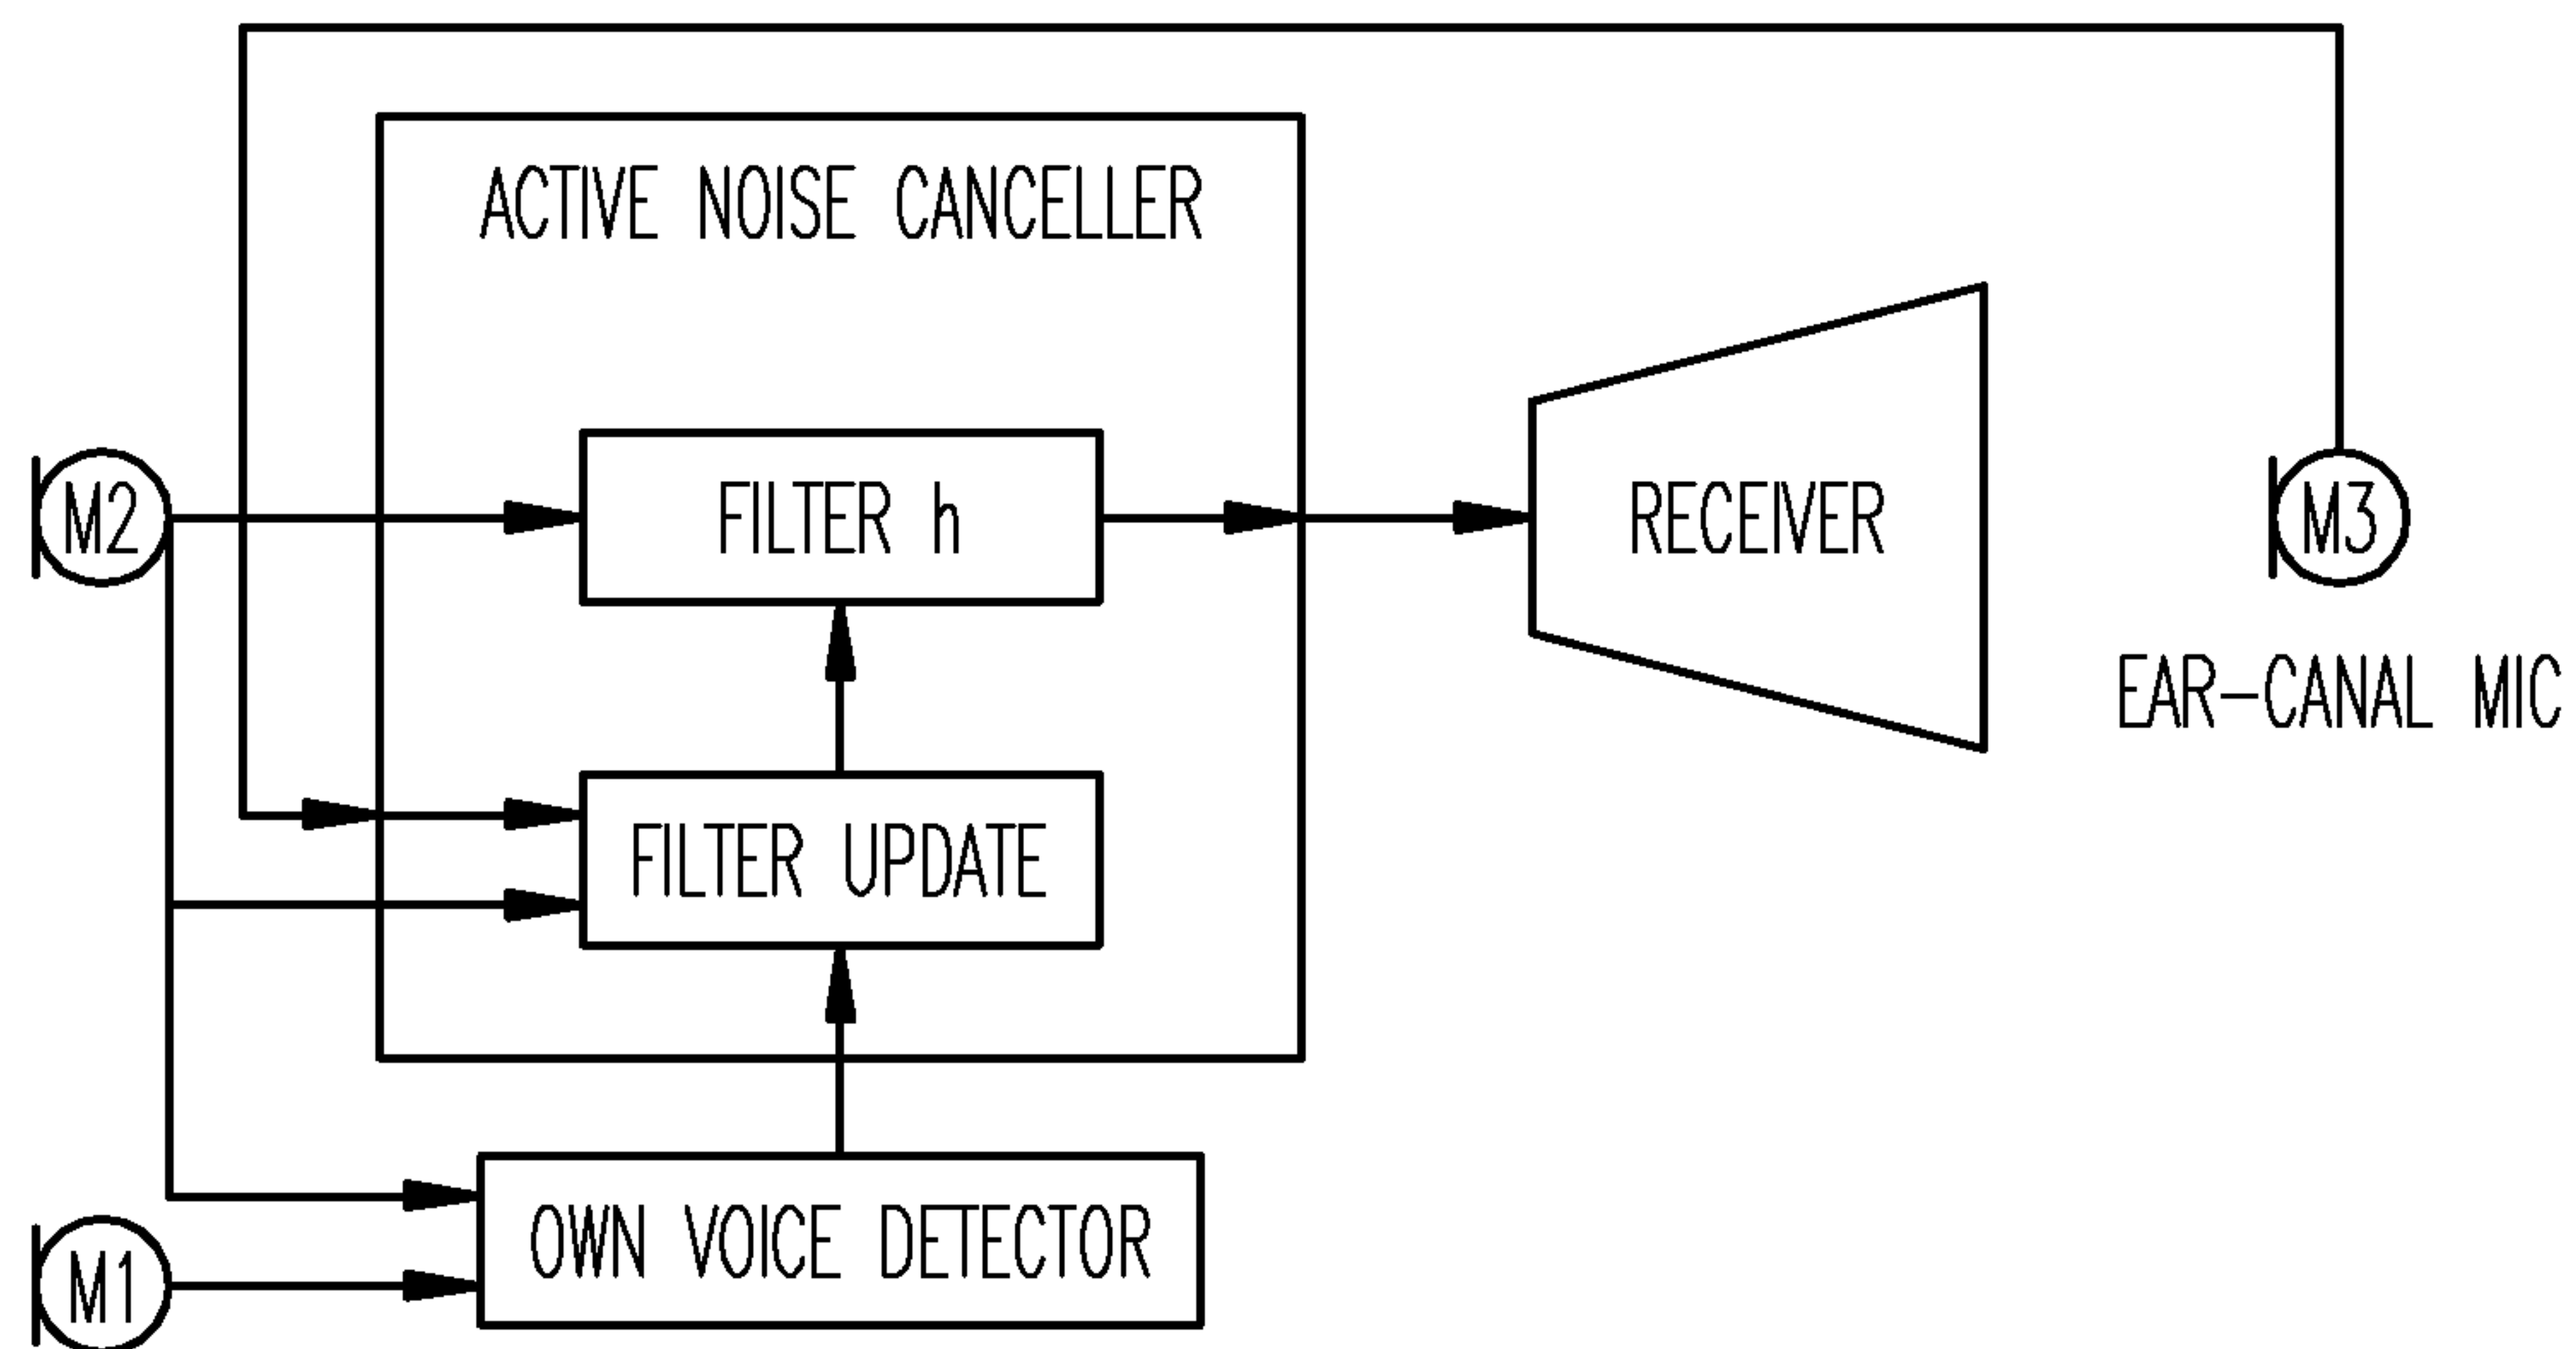 ACTIVE NOISE CANCELLER
M2
FILTER h
RECEIVER
M3
EAR-CANAL MIC
FILTER UPDATE
OWN VOICE DETECTOR
M1